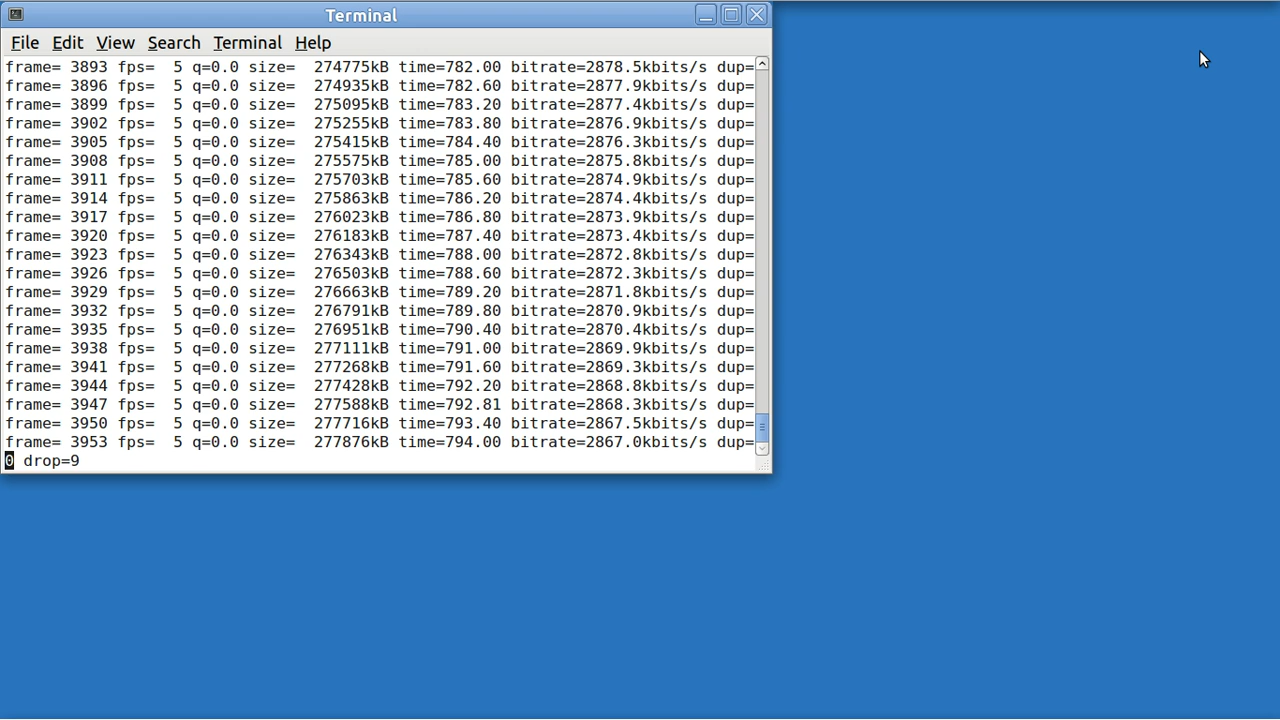 Terminal
File Edit View Search Terminal Help
frame= 3893 fps=  5 q=0.0 size=  274775kB time=782.00 bitrate=2878.5kbits/s dup=
frame= 3896 fps=  5 q=0.0 size=  274935kB time=782.60 bitrate=2877.9kbits/s dup=
frame= 3899 fps=  5 q=0.0 size=  275095kB time=783.20 bitrate=2877.4kbits/s dup=
frame= 3902 fps=  5 q=0.0 size=  275255kB time=783.80 bitrate=2876.9kbits/s dup=
frame= 3905 fps=  5 q=0.0 size=  275415kB time=784.40 bitrate=2876.3kbits/s dup=
frame= 3908 fps=  5 q=0.0 size=  275575kB time=785.00 bitrate=2875.8kbits/s dup=
frame= 3911 fps=  5 q=0.0 size=  275703kB time=785.60 bitrate=2874.9kbits/s dup=
frame= 3914 fps=  5 q=0.0 size=  275863kB time=786.20 bitrate=2874.4kbits/s dup=
frame= 3917 fps=  5 q=0.0 size=  276023kB time=786.80 bitrate=2873.9kbits/s dup=
frame= 3920 fps=  5 q=0.0 size=  276183kB time=787.40 bitrate=2873.4kbits/s dup=
frame= 3923 fps=  5 q=0.0 size=  276343kB time=788.00 bitrate=2872.8kbits/s dup=
frame= 3926 fps=  5 q=0.0 size=  276503kB time=788.60 bitrate=2872.3kbits/s dup=
frame= 3929 fps=  5 q=0.0 size=  276663kB time=789.20 bitrate=2871.8kbits/s dup=
frame= 3932 fps=  5 q=0.0 size=  276791kB time=789.80 bitrate=2870.9kbits/s dup=
frame= 3935 fps=  5 q=0.0 size=  276951kB time=790.40 bitrate=2870.4kbits/s dup=
frame= 3938 fps=  5 q=0.0 size=  277111kB time=791.00 bitrate=2869.9kbits/s dup=
frame= 3941 fps=  5 q=0.0 size=  277268kB time=791.60 bitrate=2869.3kbits/s dup=
frame= 3944 fps=  5 q=0.0 size=  277428kB time=792.20 bitrate=2868.8kbits/s dup=
frame= 3947 fps=  5 q=0.0 size=  277588kB time=792.81 bitrate=2868.3kbits/s dup=
frame= 3950 fps=  5 q=0.0 size=  277716kB time=793.40 bitrate=2867.5kbits/s dup=
frame= 3953 fps=  5 q=0.0 size=  277876kB time=794.00 bitrate=2867.0kbits/s dup=
0 drop=9